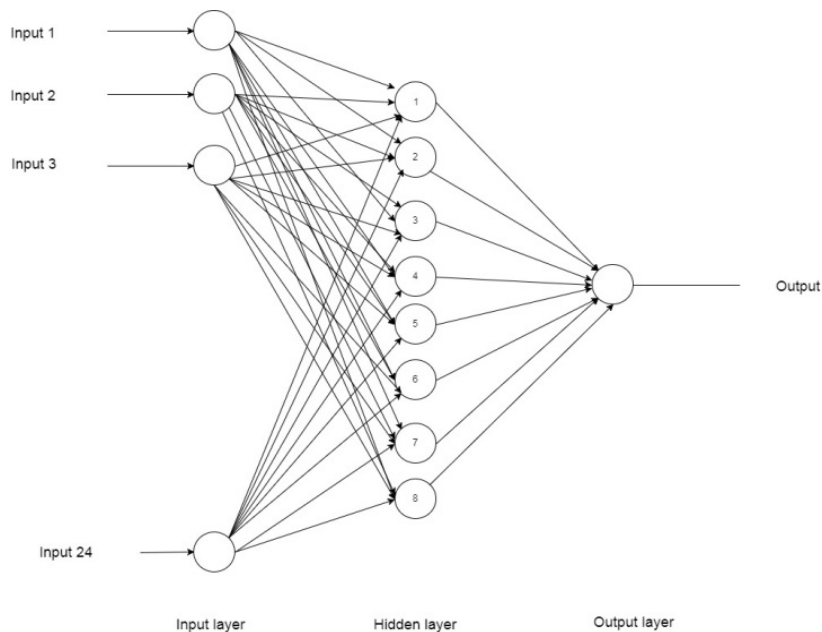 Input 1
Input 2
Input 3
1
2
3
4
5
6
7
8
Output
Input 24
Input layer
Hidden layer
Output layer